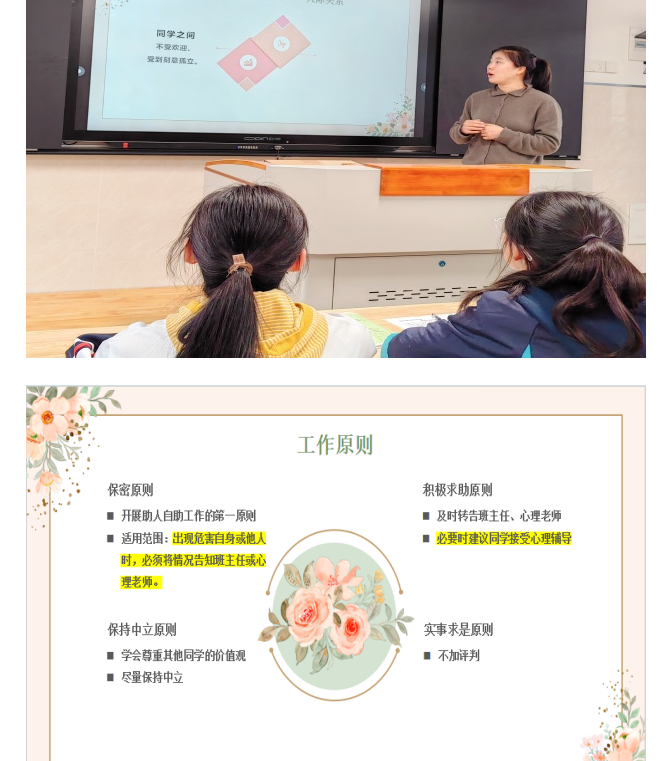 人际关系
同学之间
不受欢迎、
受到刻意孤立。
工作原则
保密原则
■ 开展助人自助工作的第一原则
■ 适用范围：出现危害自身或他人
时，必须将情况告知班主任或心
理老师。
积极求助原则
■ 及时转告班主任、心理老师
■ 必要时建议同学接受心理辅导
保持中立原则
■ 学会尊重其他同学的价值观
■ 尽量保持中立
实事求是原则
■ 不加评判